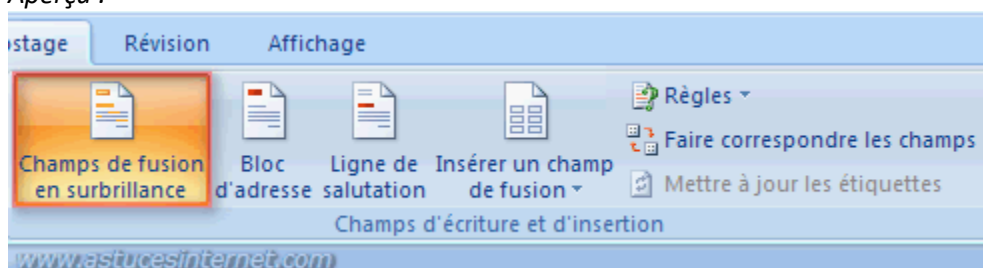 Aperçu :
ostage Révision Affichage
Champs de fusion
en surbrillance
Bloc
d'adresse
Ligne de
salutation
Insérer un champ
de fusion
Règles
Faire correspondre les champs
Mettre à jour les étiquettes
Champs d'écriture et d'insertion
www.astucesinternet.com